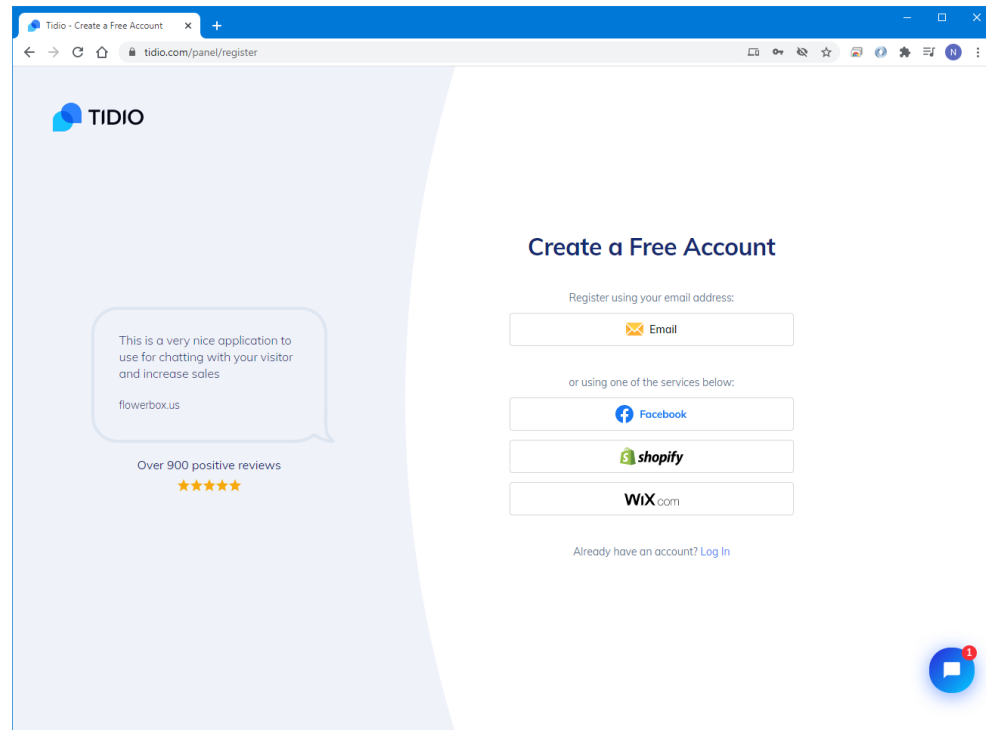 Tidio - Create a Free Account
tidio.com/panel/register
N
TIDIO
This is a very nice application to
use for chatting with your visitor
and increase sales
flowerbox.us
Over 900 positive reviews
Create a Free Account
Register using your email address:
Email
or using one of the services below:
Facebook
shopify
WiX.com
Already have an account? Log In
1